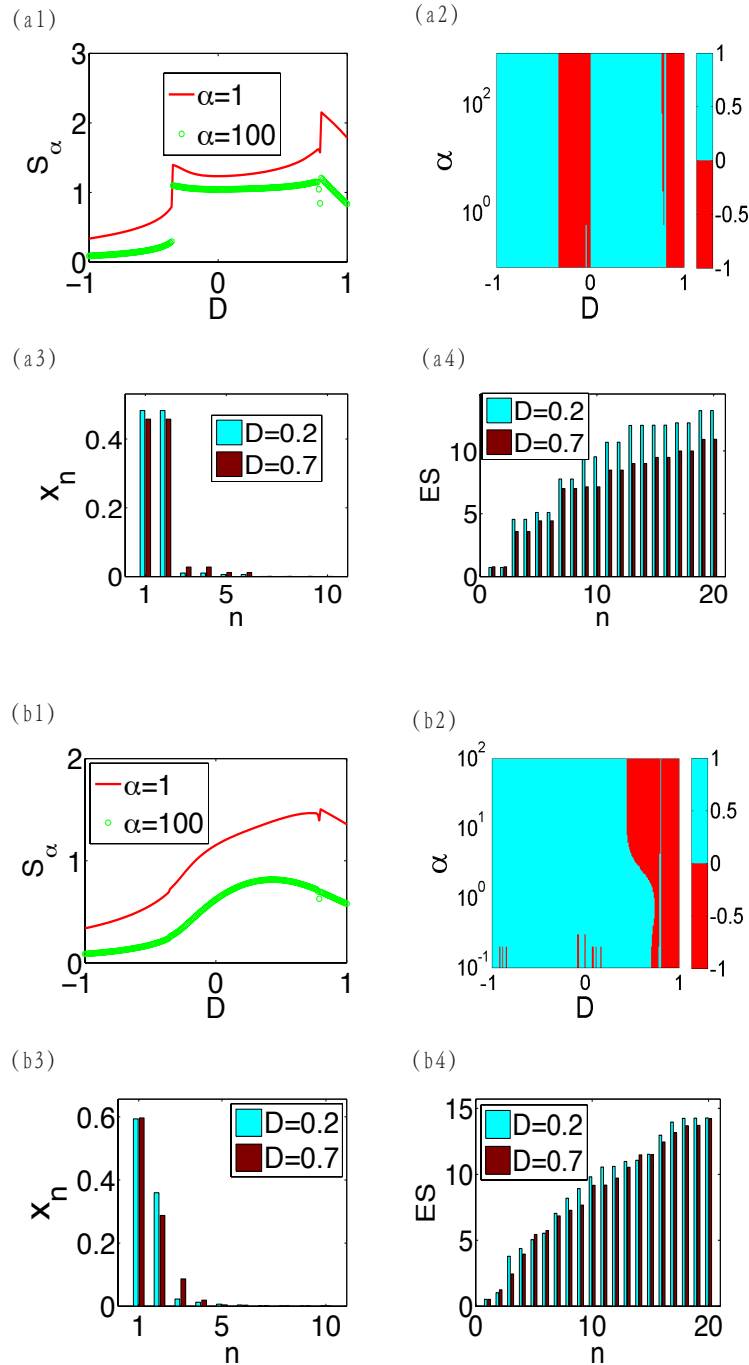 (a1)
3
2
1
0
S_α
α=1
α=100
−1
0
1
D
(a2)
10^2
10^0
α
-1
0
1
D
1
0.5
0
-0.5
-1
(a3)
0.4
0.2
0
x_n
D=0.2
D=0.7
1
5
10
n
(a4)
10
5
0
ES
D=0.2
D=0.7
0
10
20
n
(b1)
2
1
0
S_α
α=1
α=100
−1
0
1
D
(b2)
10^2
10^1
10^0
10^-1
α
-1
0
1
D
1
0.5
0
-0.5
-1
(b3)
0.6
0.4
0.2
0
x_n
D=0.2
D=0.7
1
5
10
n
(b4)
15
10
5
0
ES
D=0.2
D=0.7
0
10
20
n